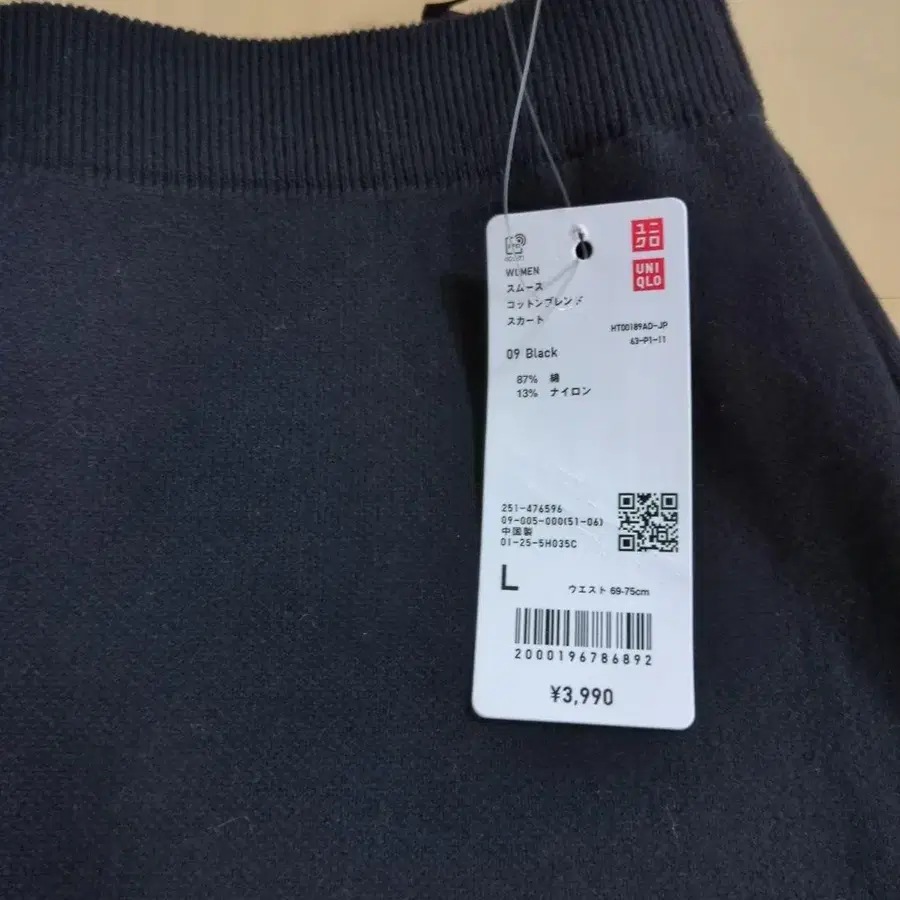 ユニ
クロ
UNI
QLO
WOMEN
スムース
コットンブレンド
スカート
HT00189AD-JP
63-P1-11
09 Black
87% 綿
13% ナイロン
251-476596
09-005-000(51-06)
中国製
01-25-5H035C
L
ウエスト 69-75cm
2000196786892
¥3,990